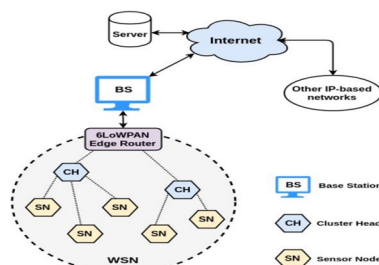 Server
Internet
BS
Other IP-based
networks
6LoWPAN
Edge Router
CH
CH
SN
SN
SN
SN
SN
SN
WSN
BS
Base Station
CH
Cluster Head
SN
Sensor Node